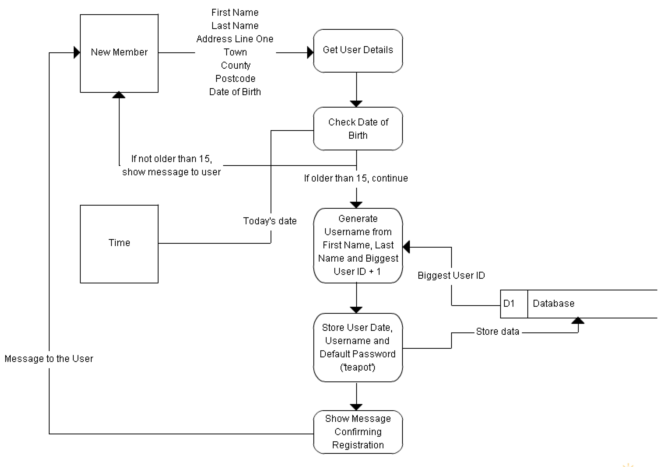 First Name
Last Name
Address Line One
Town
County
Postcode
Date of Birth
New Member
Get User Details
Check Date of
Birth
If not older than 15,
show message to user
If older than 15, continue
Today's date
Time
Generate
Username from
First Name, Last
Name and Biggest
User ID + 1
Biggest User ID
D1
Database
Store User Date,
Username and
Default Password
('teapot')
Store data
Message to the User
Show Message
Confirming
Registration